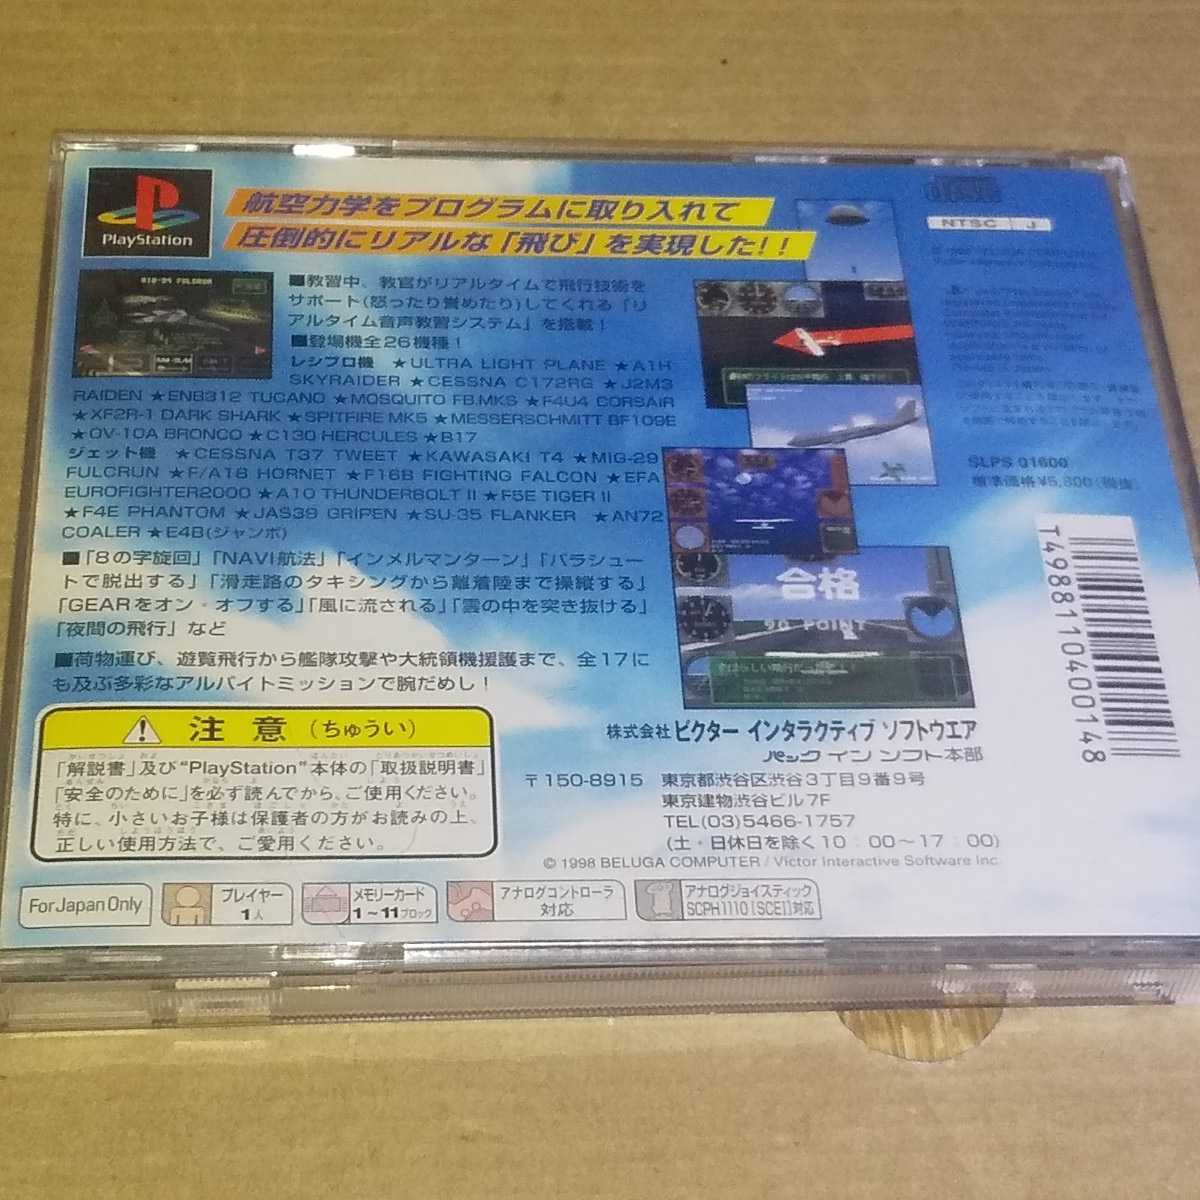 PlayStation
航空力学をプログラムに取り入れて
圧倒的にリアルな「飛び」を実現した!!
■教習中、教官がリアルタイムで飛行技術を
サポート(怒ったり誉めたり)してくれる「リ
アルタイム音声教習システム」を搭載!
■登場機全26機種!
レシプロ機 ★ULTRA LIGHT PLANE ★A1H
SKYRAIDER ★CESSNA C172RG ★J2M3
RAIDEN ★ENB312 TUCANO ★MOSQUITO FB.MK5 ★F4U4 CORSAIR
★XF2R-1 DARK SHARK ★SPITFIRE MK5 ★MESSERSCHMITT BF109E
★OV-10A BRONCO ★C130 HERCULES ★B17
ジェット機 ★CESSNA T37 TWEET ★KAWASAKI T4 ★MIG-29
FULCRUN ★F/A18 HORNET ★F16B FIGHTING FALCON ★EFA
EUROFIGHTER2000 ★A10 THUNDERBOLT II ★F5E TIGER II
★F4E PHANTOM ★JAS39 GRIPEN ★SU-35 FLANKER ★AN72
COALER ★E4B(ジャンボ)
■「8の字旋回」「NAVI航法」「インメルマンターン」「パラシュー
トで脱出する」「滑走路のタキシングから離着陸まで操縦する」
「GEARをオン・オフする」「風に流される」「雲の中を突き抜ける」
「夜間の飛行」など
■荷物運び、遊覧飛行から艦隊攻撃や大統領機援護まで、全17に
も及ぶ多彩なアルバイトミッションで腕だめし!
MIG-29 FULCRUN
合格
90 POINT
disc
NTSC J
SLPS 01600
標準価格¥5,800(税抜)
T4988110400148
注意(ちゅうい)
「解説書」及び"PlayStation"本体の「取扱説明書」
「安全のために」を必ず読んでから、ご使用ください。
特に、小さいお子様は保護者の方がお読みの上、
正しい使用方法で、ご愛用ください。
株式会社 ビクター インタラクティブ ソフトウエア
パック イン ソフト本部
〒150-8915 東京都渋谷区渋谷3丁目9番9号
東京建物渋谷ビル7F
TEL(03)5466-1757
(土・日休日を除く10:00〜17:00)
© 1998 BELUGA COMPUTER / Victor Interactive Software Inc.
For Japan Only
プレイヤー
1人
メモリーカード
1〜11ブロック
アナログコントローラ
対応
アナログジョイスティック
SCPH1110[SCEI]対応